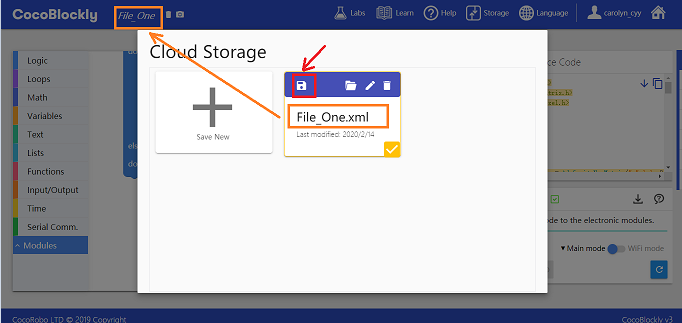 CocoBlockly File_One Labs Learn Help Storage Language carolyn_cyy
Cloud Storage
Logic
Loops
Math
Variables
Text
Lists
Functions
Input/Output
Time
Serial Comm.
Modules
Save New
File_One.xml
Last modified: 2020/2/14
ce Code
de to the electronic modules.
Main mode WiFi mode
CocoRobo LTD © 2019 Copyright
CocoBlockly v3